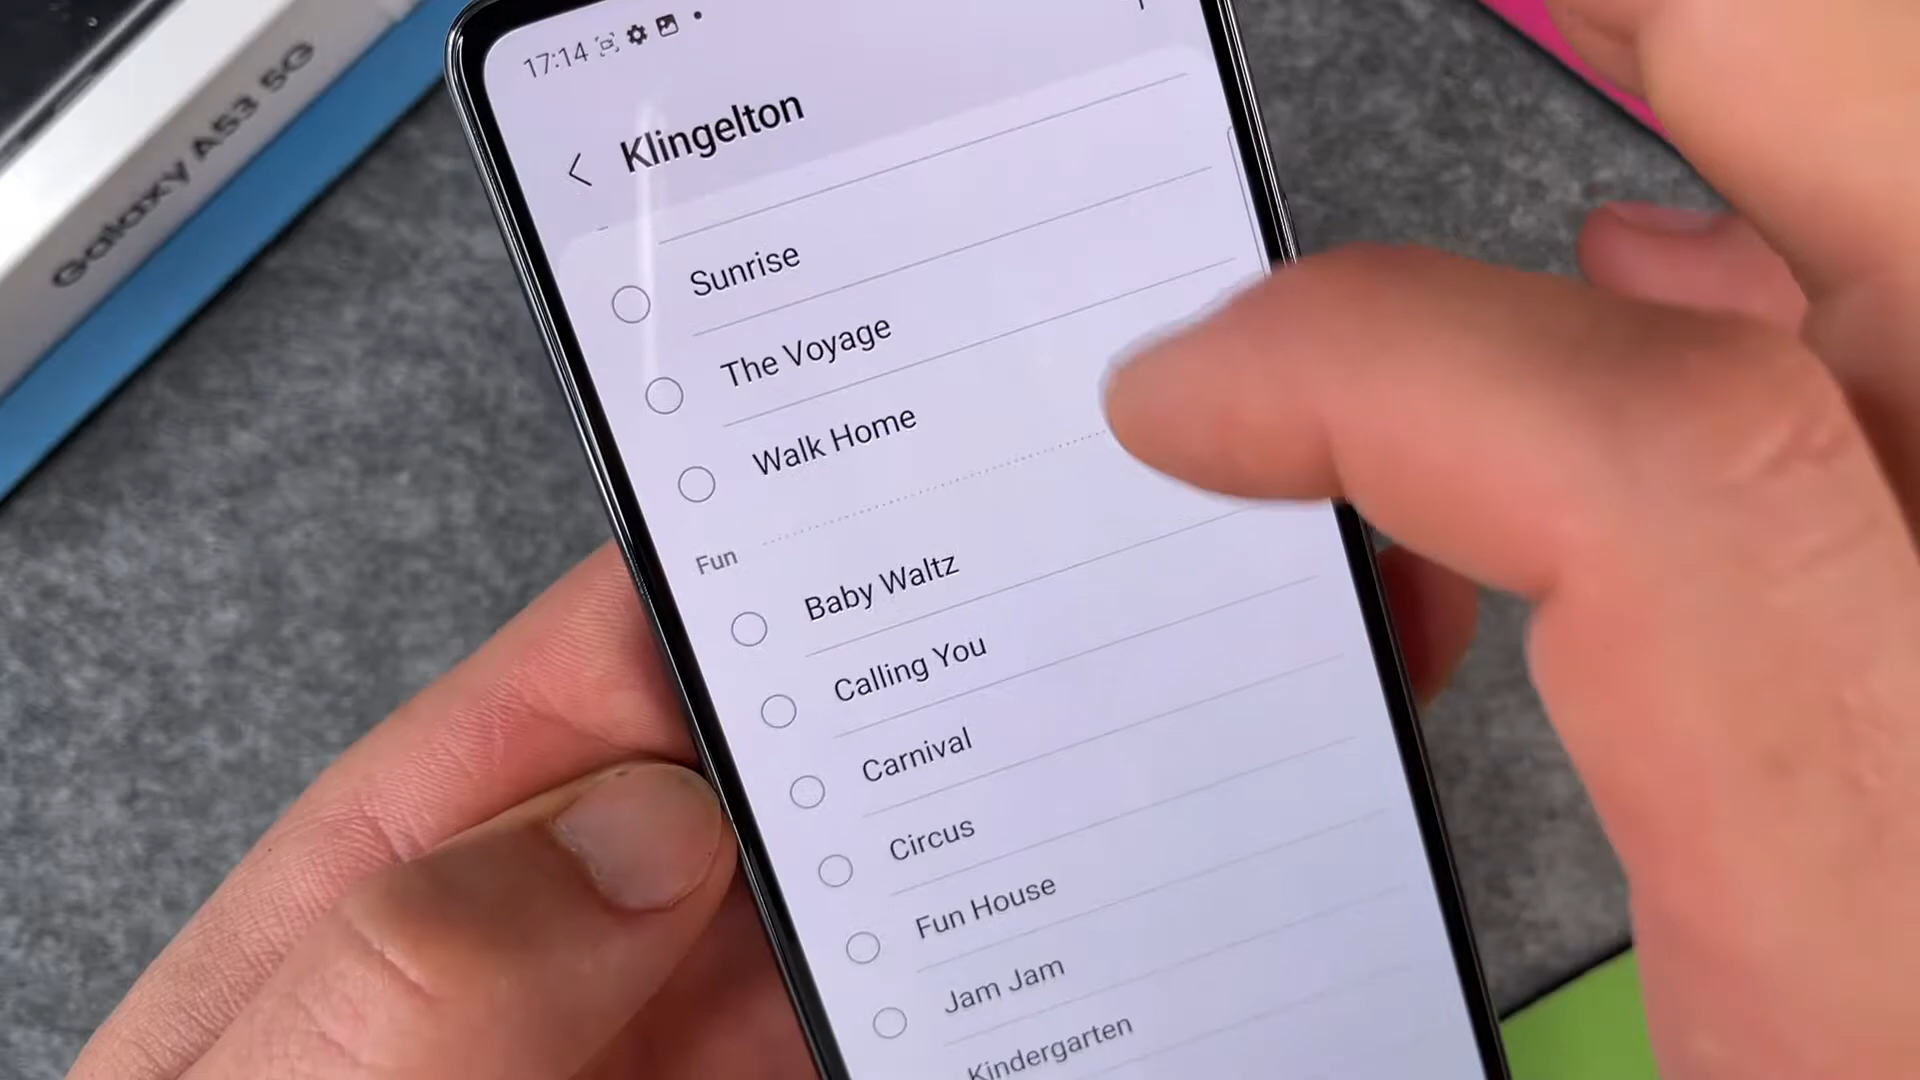 Galaxy A53 5G
17:14
Klingelton
Sunrise
The Voyage
Walk Home
Fun
Baby Waltz
Calling You
Carnival
Circus
Fun House
Jam Jam
Kindergarten